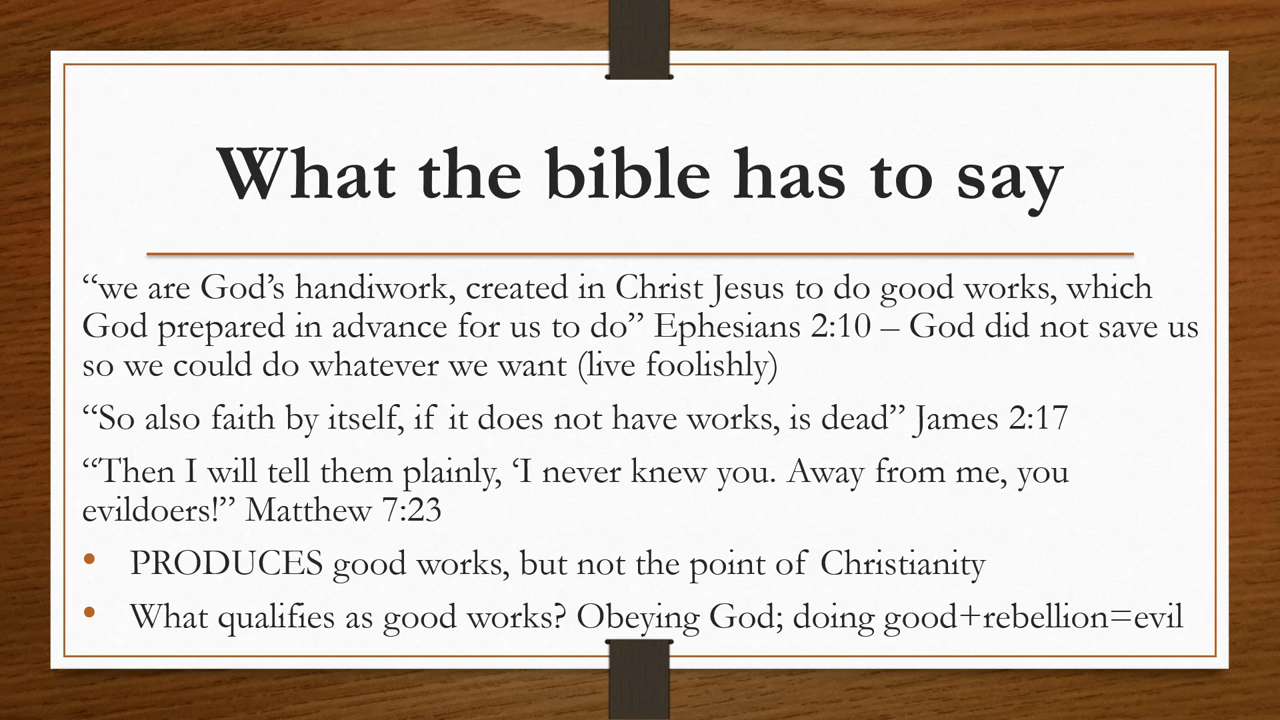 What the bible has to say
“we are God’s handiwork, created in Christ Jesus to do good works, which
God prepared in advance for us to do” Ephesians 2:10 – God did not save us
so we could do whatever we want (live foolishly)
“So also faith by itself, if it does not have works, is dead” James 2:17
“Then I will tell them plainly, ‘I never knew you. Away from me, you
evildoers!” Matthew 7:23
• PRODUCES good works, but not the point of Christianity
• What qualifies as good works? Obeying God; doing good+rebellion=evil